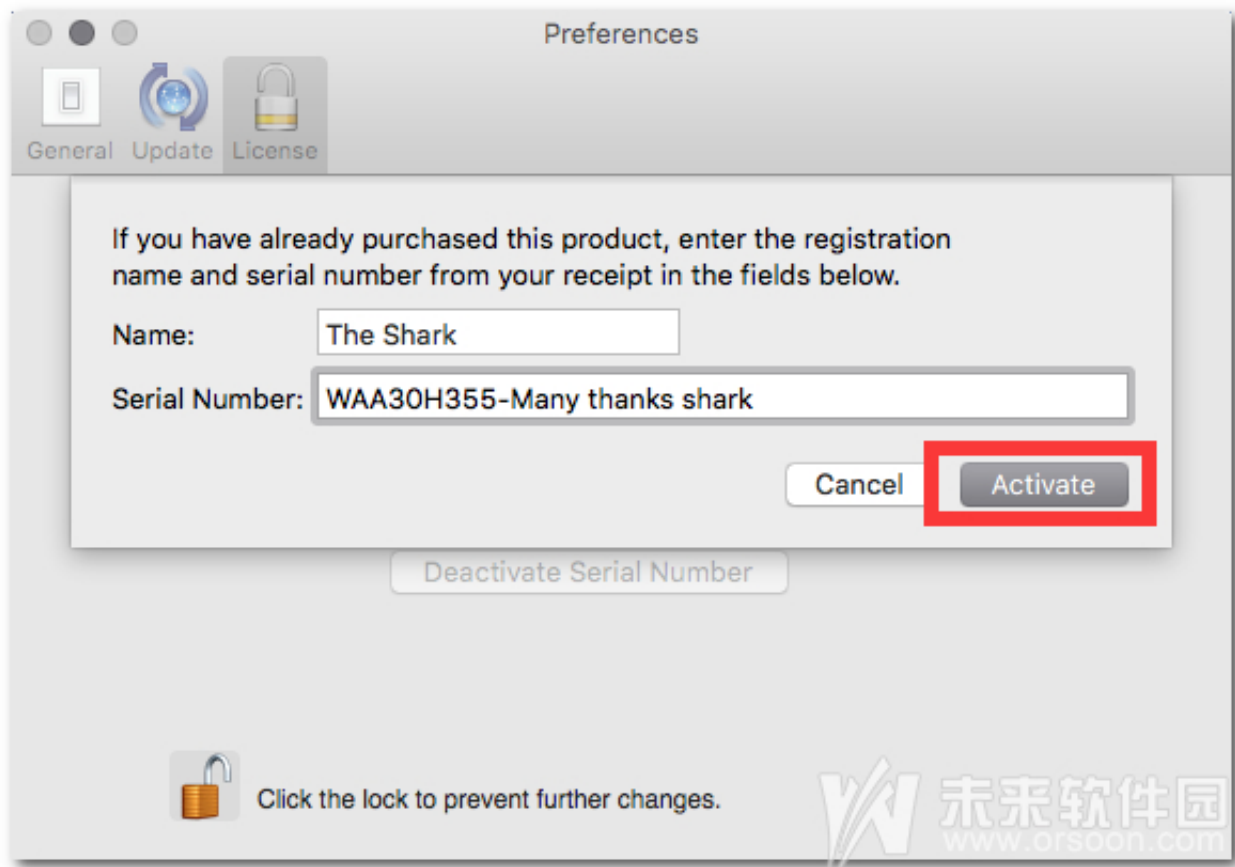 Preferences
General Update License
If you have already purchased this product, enter the registration
name and serial number from your receipt in the fields below.
Name: The Shark
Serial Number: WAA30H355-Many thanks shark
Cancel Activate
Deactivate Serial Number
Click the lock to prevent further changes.
未来软件园
www.orsoon.com